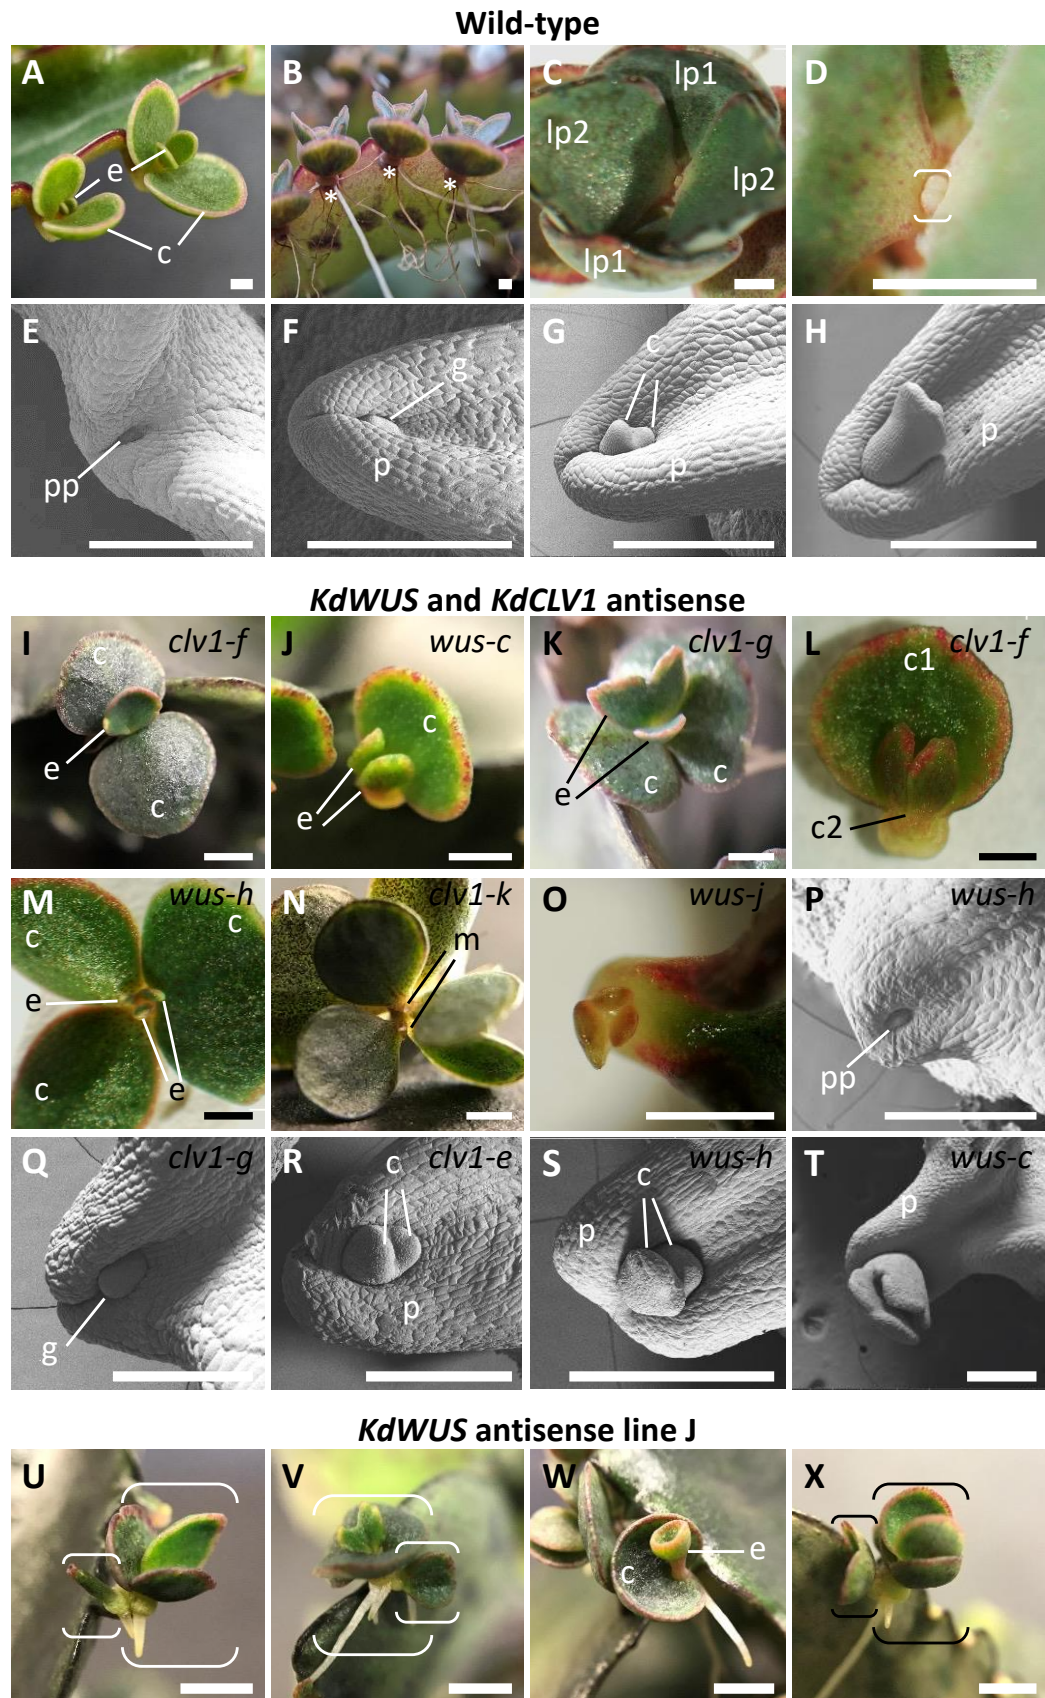 Wild-type
A
e
c
B
* * *
C
lp1
lp2
lp2
lp1
D
E
pp
F
g
p
G
c
p
H
p
KdWUS and KdCLV1 antisense
I
clv1-f
c
e
c
J
wus-c
c
e
K
clv1-g
e
c
c
L
clv1-f
c1
c2
M
wus-h
c
c
e
c
e
N
clv1-k
m
O
wus-j
P
wus-h
pp
Q
clv1-g
g
R
clv1-e
c
p
S
wus-h
c
p
T
wus-c
p
KdWUS antisense line J
U
V
W
e
c
X